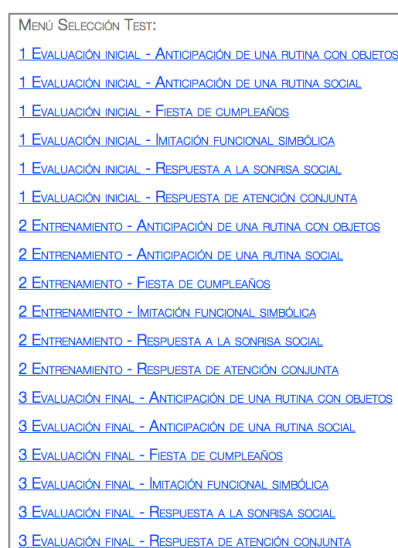 Menú Selección Test:
1 Evaluación inicial - Anticipación de una rutina con objetos
1 Evaluación inicial - Anticipación de una rutina social
1 Evaluación inicial - Fiesta de cumpleaños
1 Evaluación inicial - Imitación funcional simbólica
1 Evaluación inicial - Respuesta a la sonrisa social
1 Evaluación inicial - Respuesta de atención conjunta
2 Entrenamiento - Anticipación de una rutina con objetos
2 Entrenamiento - Anticipación de una rutina social
2 Entrenamiento - Fiesta de cumpleaños
2 Entrenamiento - Imitación funcional simbólica
2 Entrenamiento - Respuesta a la sonrisa social
2 Entrenamiento - Respuesta de atención conjunta
3 Evaluación final - Anticipación de una rutina con objetos
3 Evaluación final - Anticipación de una rutina social
3 Evaluación final - Fiesta de cumpleaños
3 Evaluación final - Imitación funcional simbólica
3 Evaluación final - Respuesta a la sonrisa social
3 Evaluación final - Respuesta de atención conjunta